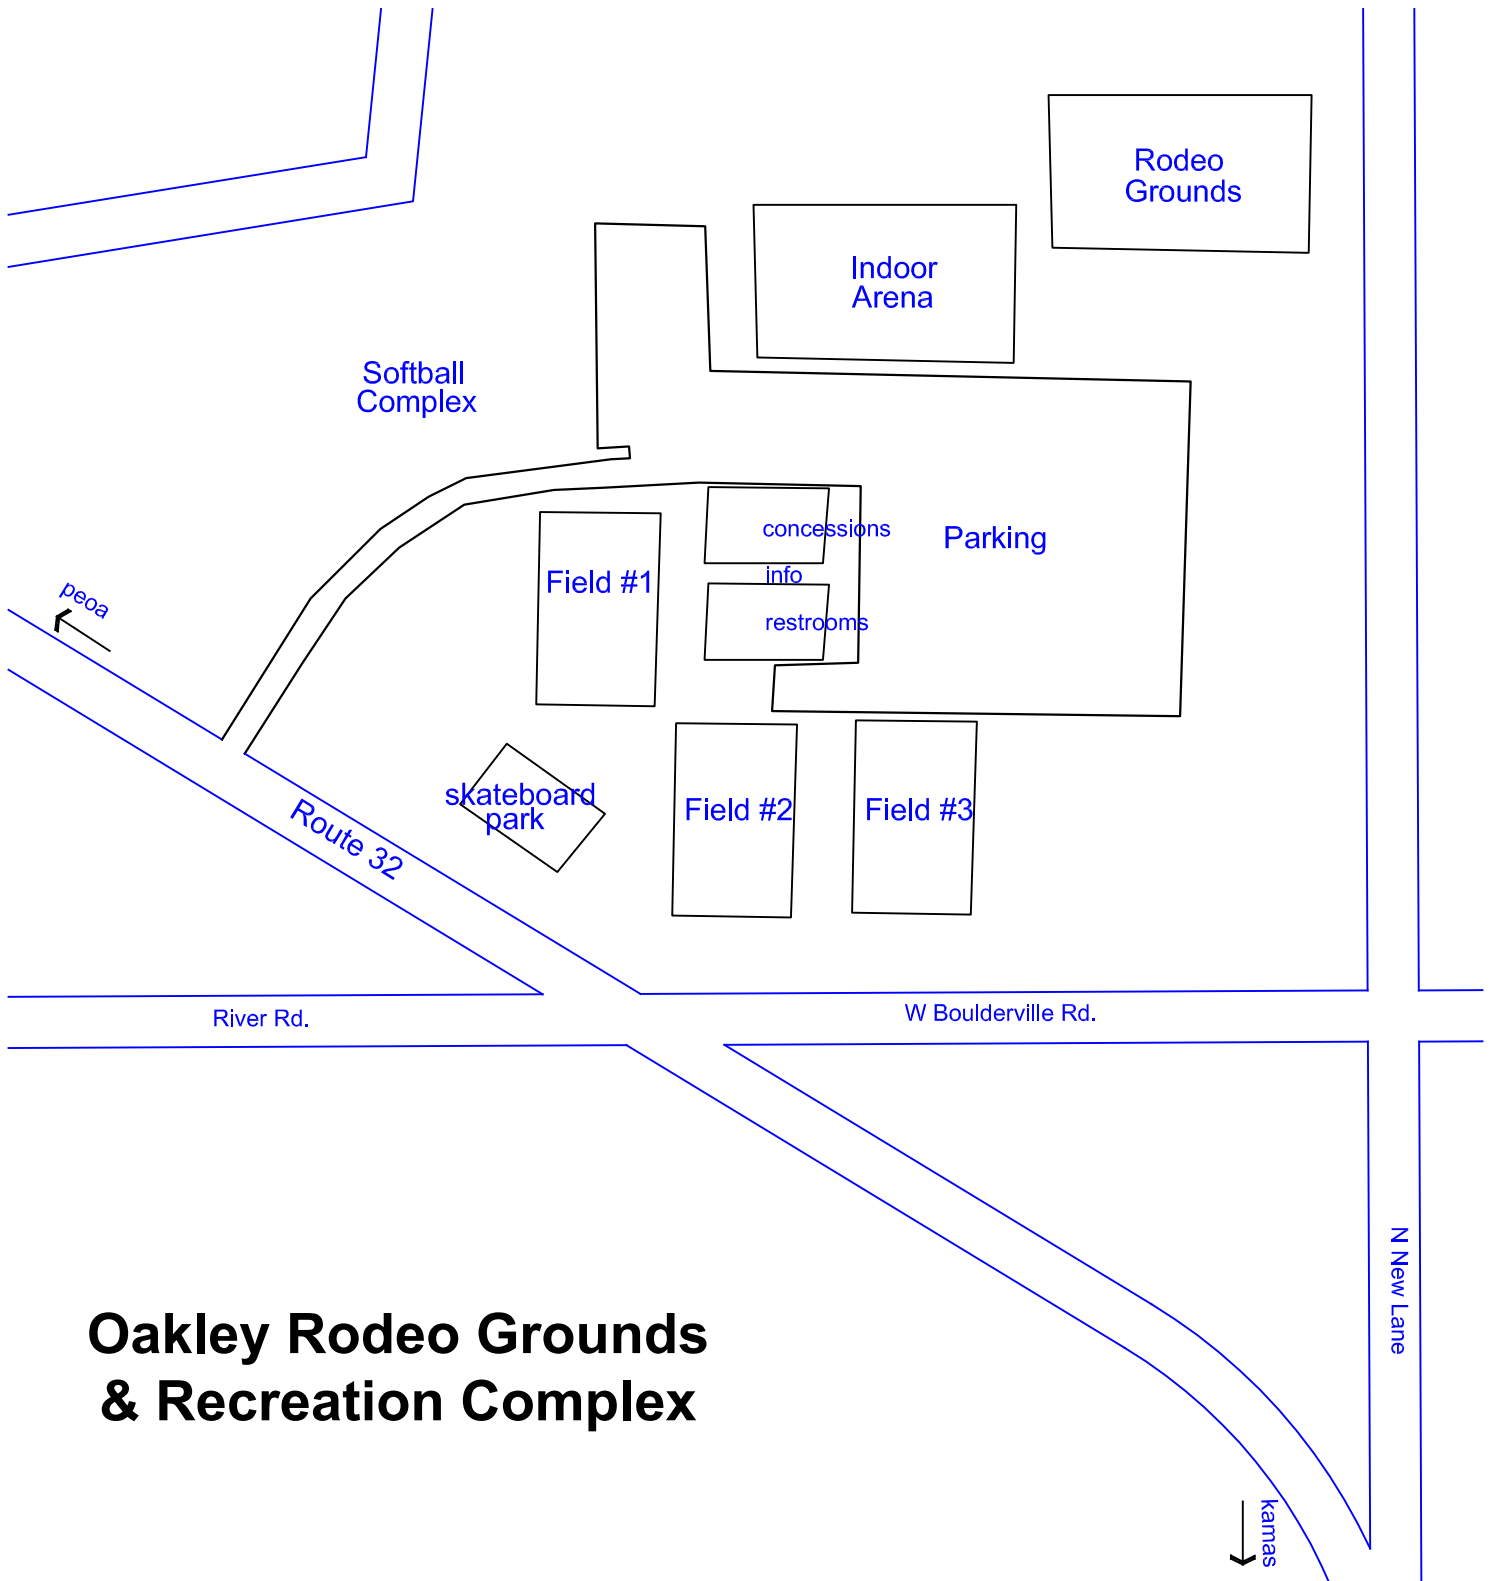 Rodeo
Grounds
Indoor
Arena
Softball
Complex
concessions
Parking
info
Field #1
restrooms
peoa
skateboard
park
Field #2
Field #3
Route 32
River Rd.
W Boulderville Rd.
N New Lane
Oakley Rodeo Grounds
& Recreation Complex
kamas